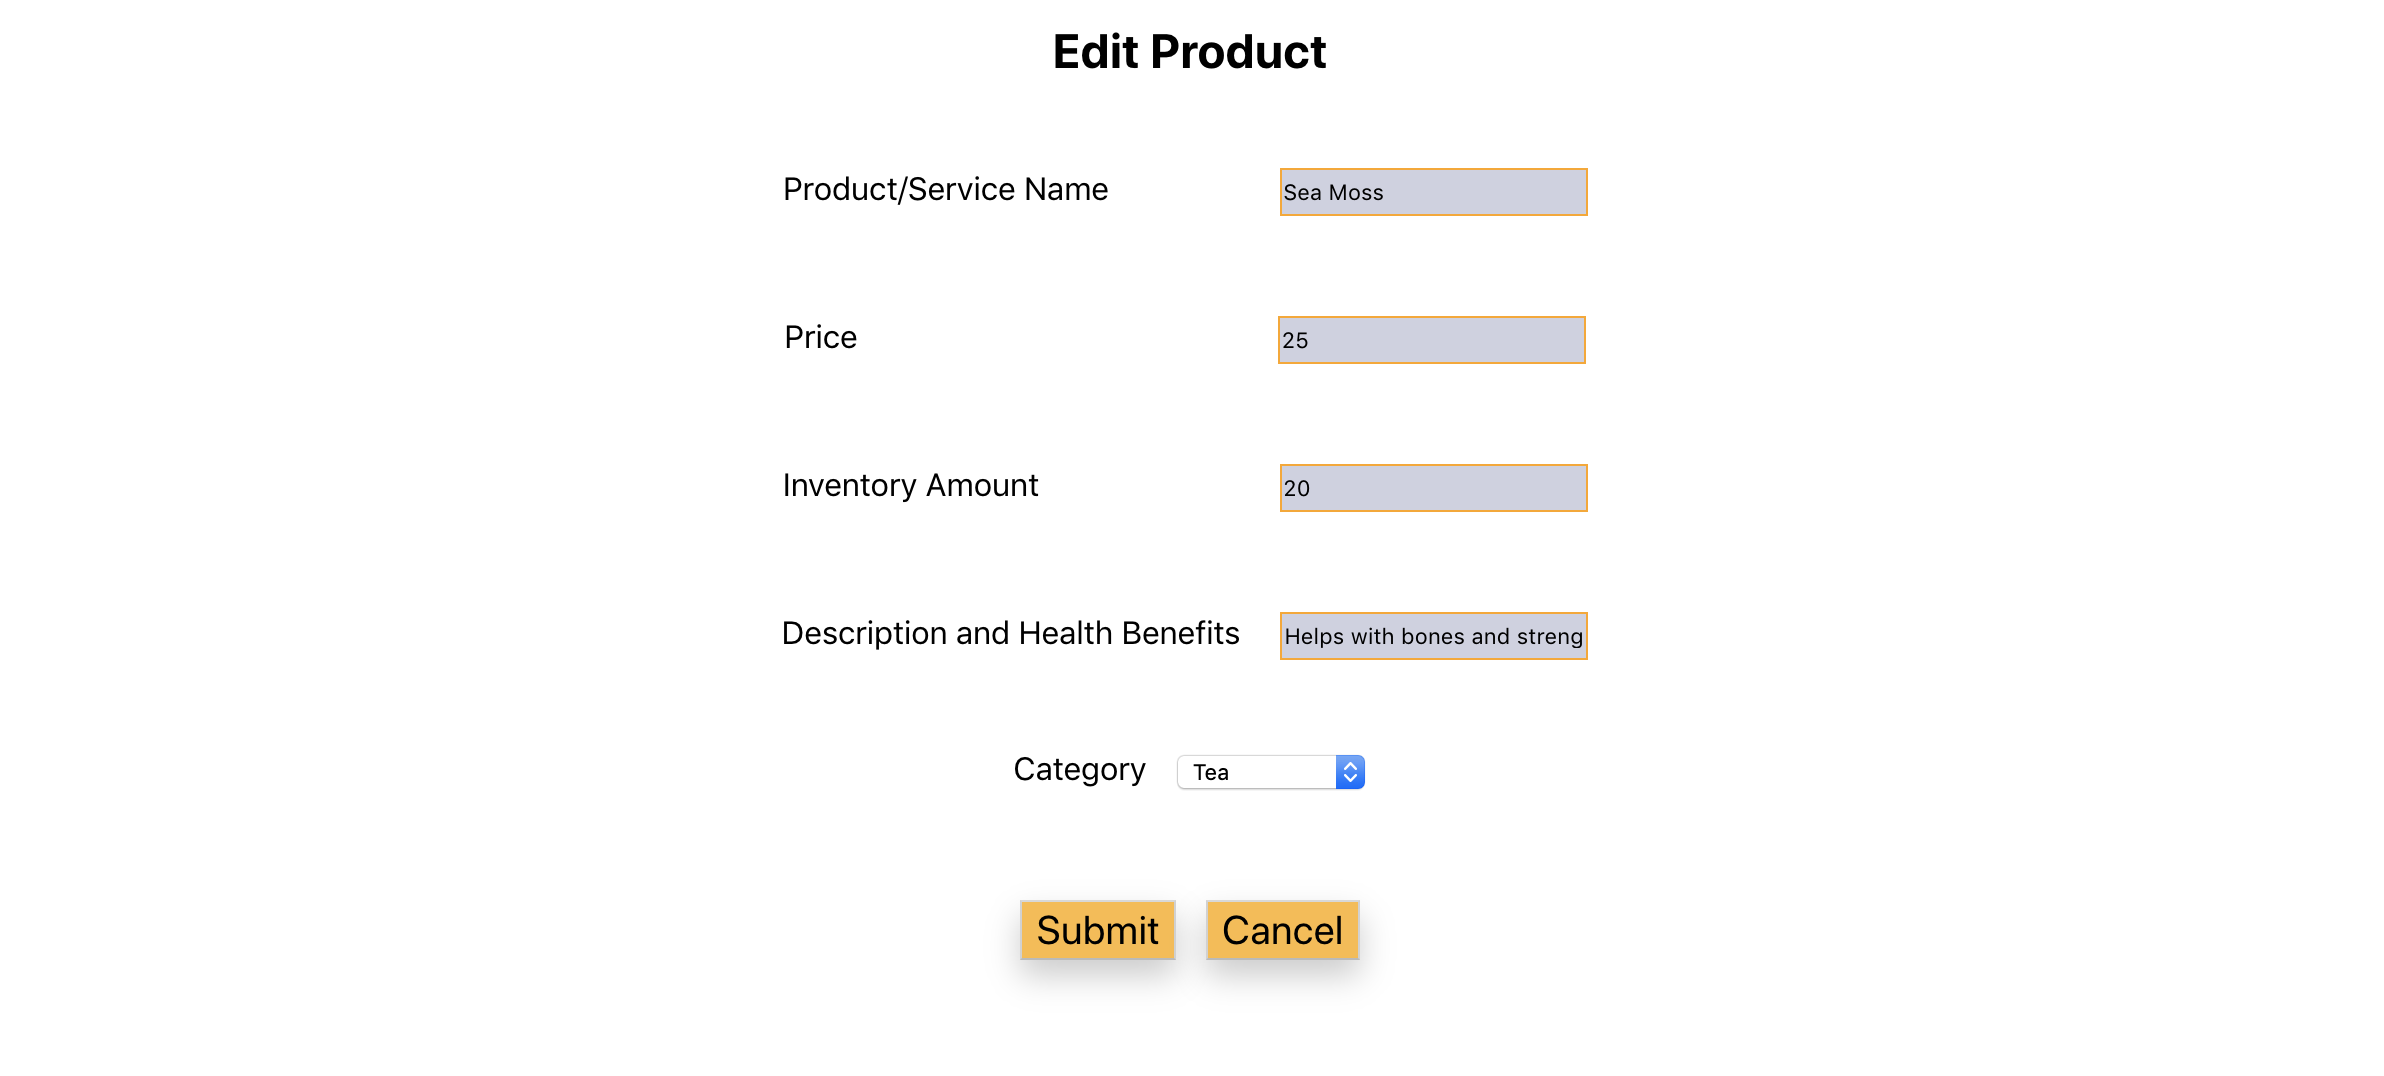 Edit Product
Product/Service Name
Sea Moss
Price
25
Inventory Amount
20
Description and Health Benefits
Helps with bones and streng
Category
Tea
Submit
Cancel